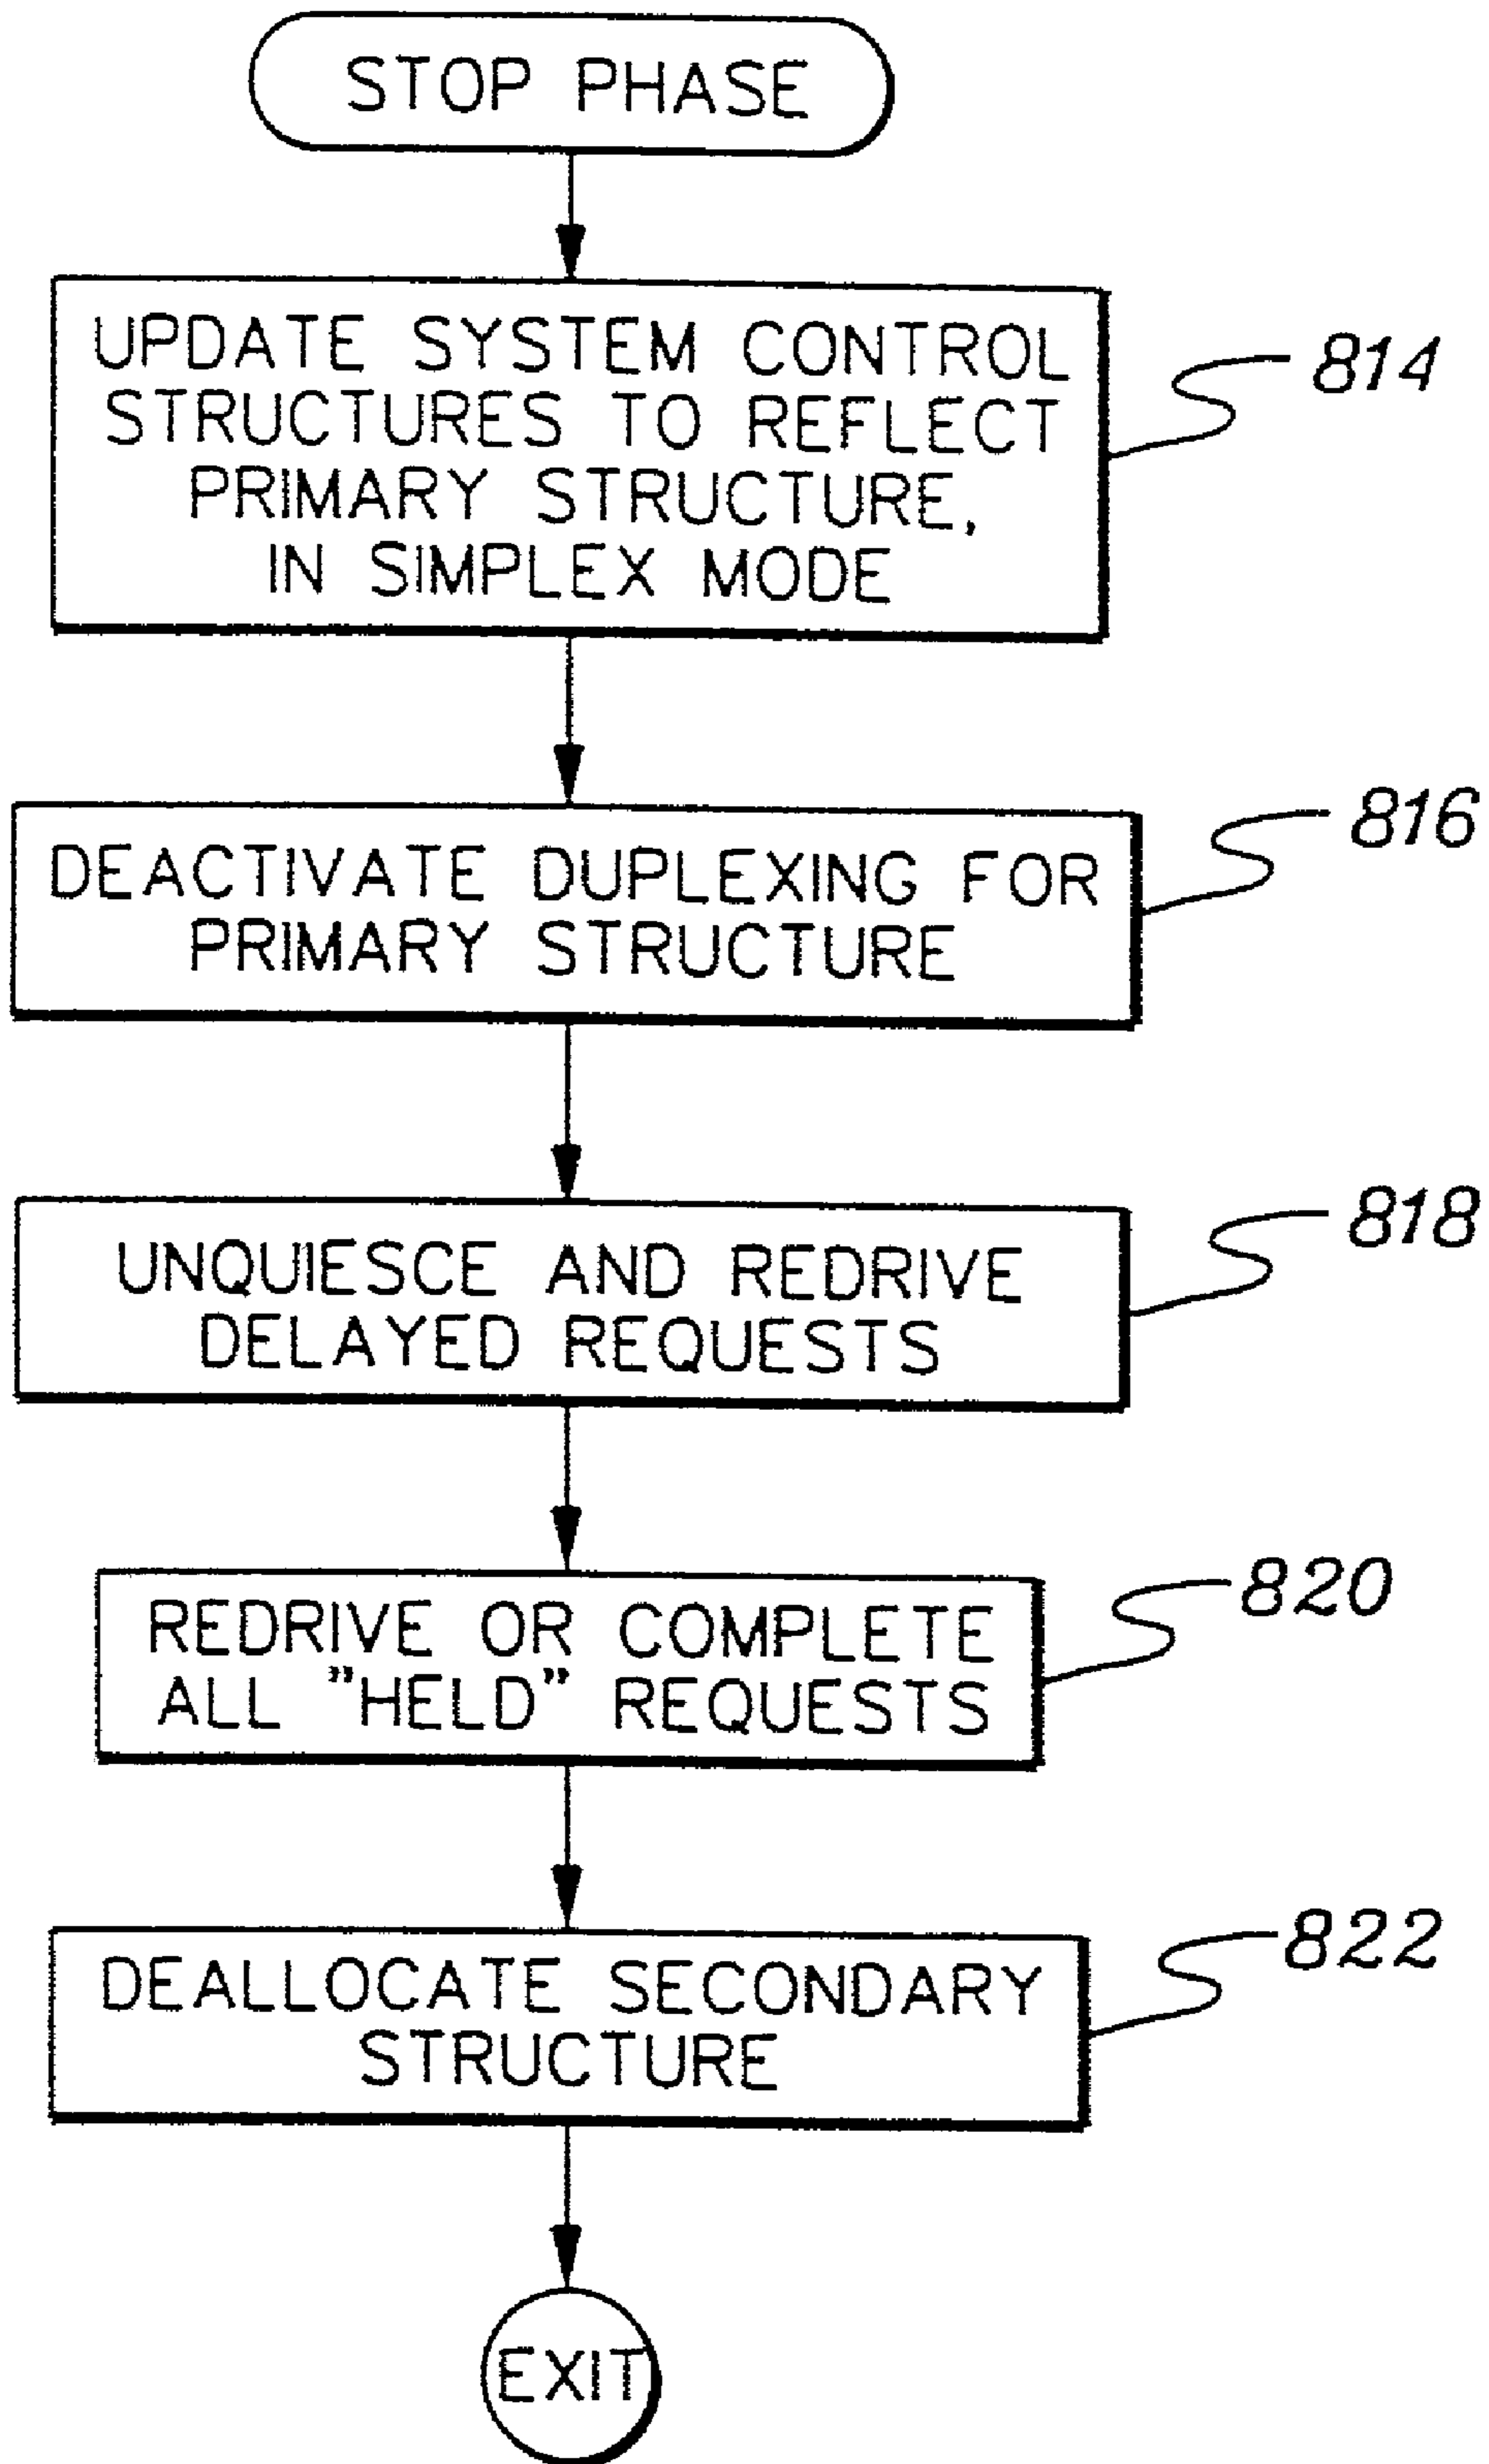 STOP PHASE
UPDATE SYSTEM CONTROL
STRUCTURES TO REFLECT
PRIMARY STRUCTURE,
IN SIMPLEX MODE
814
DEACTIVATE DUPLEXING FOR
PRIMARY STRUCTURE
816
UNQUIESCE AND REDRIVE
DELAYED REQUESTS
818
REDRIVE OR COMPLETE
ALL "HELD" REQUESTS
820
DEALLOCATE SECONDARY
STRUCTURE
822
EXIT